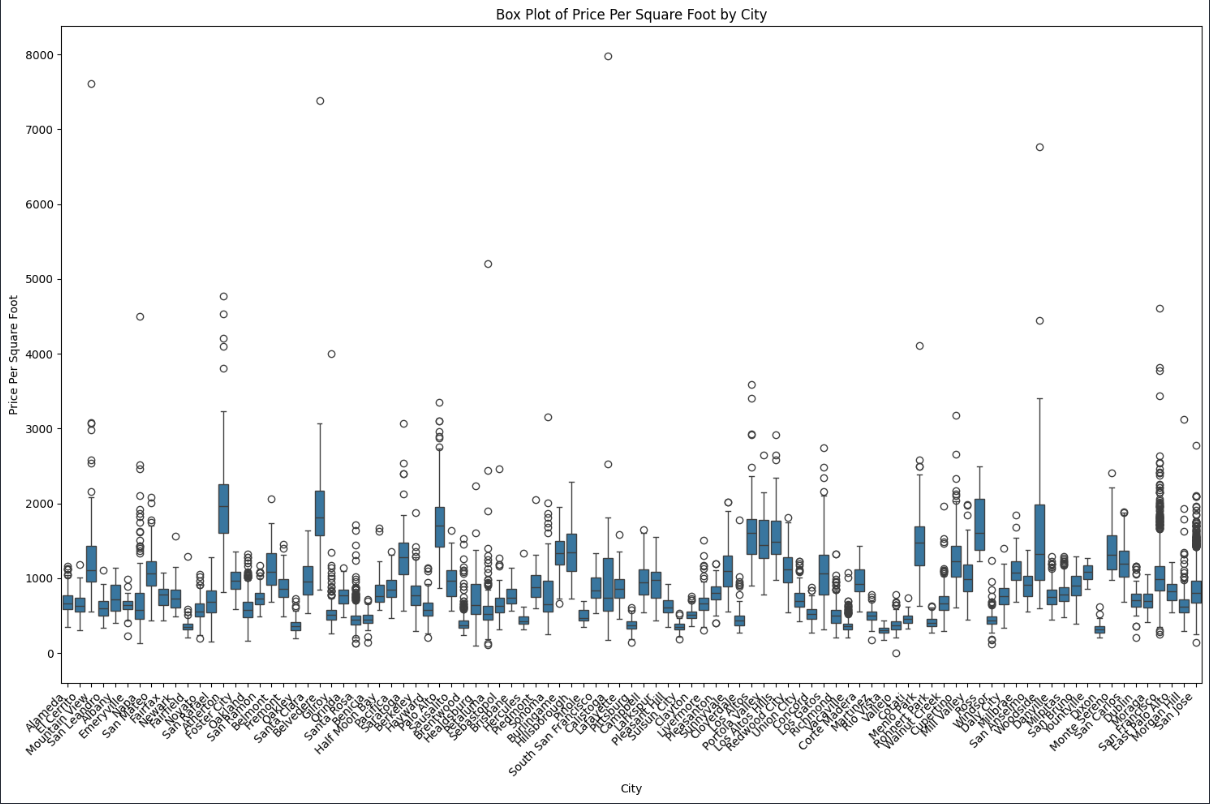 Box Plot of Price Per Square Foot by City
Price Per Square Foot
8000
7000
6000
5000
4000
3000
2000
1000
0
Alameda
El Cerrito
Mountain View
San Leandro
Albany
Emeryville
Napa
San Mateo
Fairfax
Newark
Fairfield
Novato
San Rafael
Atherton
Foster City
Oakland
San Ramon
Fremont
Santa Clara
Belvedere
Gilroy
Orinda
Santa Rosa
Half Moon Bay
Saratoga
Berkeley
Hayward
Palo Alto
Brentwood
Sebastopol
Brisbane
Hercules
Sonoma
Burlingame
Hillsborough
Pinole
South San Francisco
Calistoga
Lafayette
Pittsburg
Campbell
Larkspur
Pleasant Hill
Suisun City
Clayton
Livermore
Pleasanton
Sunnyvale
Cloverdale
Los Altos
Portola Valley
Los Altos Hills
Redwood City
Union City
Concord
Los Gatos
Richmond
Vacaville
Corte Madera
Martinez
Rio Vista
Vallejo
Menlo Park
Rohnert Park
Walnut Creek
Cupertino
Mill Valley
Ross
Windsor
Daly City
Millbrae
San Anselmo
Woodside
Danville
Milpitas
San Bruno
Yountville
Dixon
Monte Sereno
San Carlos
Dublin
Moraga
San Francisco
East Palo Alto
Morgan Hill
San Jose
City